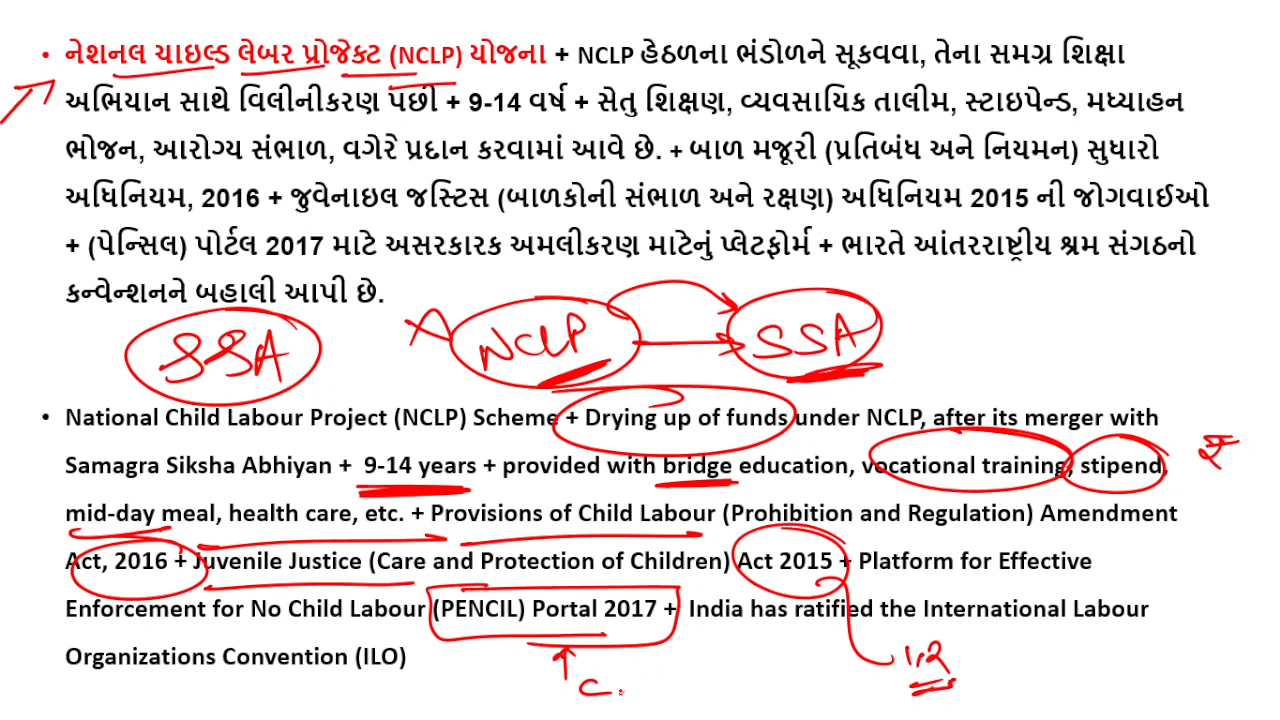 • નેશનલ ચાઇલ્ડ લેબર પ્રોજેક્ટ (NCLP) યોજના + NCLP હેઠળના ભંડોળને સૂકવવા, તેના સમગ્ર શિક્ષા
અભિયાન સાથે વિલીનીકરણ પછી + 9-14 વર્ષ + સેતુ શિક્ષણ, વ્યવસાયિક તાલીમ, સ્ટાઇપેન્ડ, મધ્યાહન
ભોજન, આરોગ્ય સંભાળ, વગેરે પ્રદાન કરવામાં આવે છે. + બાળ મજૂરી (પ્રતિબંધ અને નિયમન) સુધારો
અધિનિયમ, 2016 + જુવેનાઇલ જસ્ટિસ (બાળકોની સંભાળ અને રક્ષણ) અધિનિયમ 2015 ની જોગવાઈઓ
+ (પેન્સિલ) પોર્ટલ 2017 માટે અસરકારક અમલીકરણ માટેનું પ્લેટફોર્મ + ભારતે આંતરરાષ્ટ્રીય શ્રમ સંગઠનો
કન્વેન્શનને બહાલી આપી છે.
SSA NCLP SSA
• National Child Labour Project (NCLP) Scheme + Drying up of funds under NCLP, after its merger with
Samagra Siksha Abhiyan + 9-14 years + provided with bridge education, vocational training, stipend, ₹
mid-day meal, health care, etc. + Provisions of Child Labour (Prohibition and Regulation) Amendment
Act, 2016 + Juvenile Justice (Care and Protection of Children) Act 2015 + Platform for Effective
Enforcement for No Child Labour (PENCIL) Portal 2017 + India has ratified the International Labour
Organizations Convention (ILO)
1,2
C.